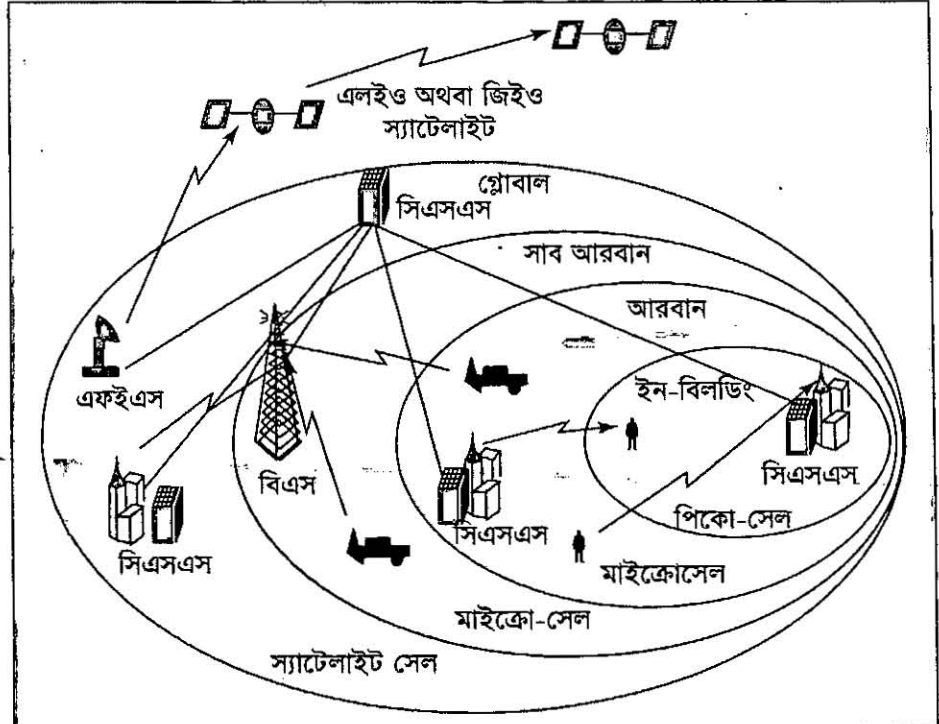 এলইও অথবা জিইও
স্যাটেলাইট
গ্লোবাল
সিএসএস
সাব আরবান
আরবান
এফইএস
ইন-বিলডিং
বিএস
সিএসএস
পিকো-সেল
সিএসএস
সিএসএস
মাইক্রোসেল
মাইক্রো-সেল
স্যাটেলাইট সেল